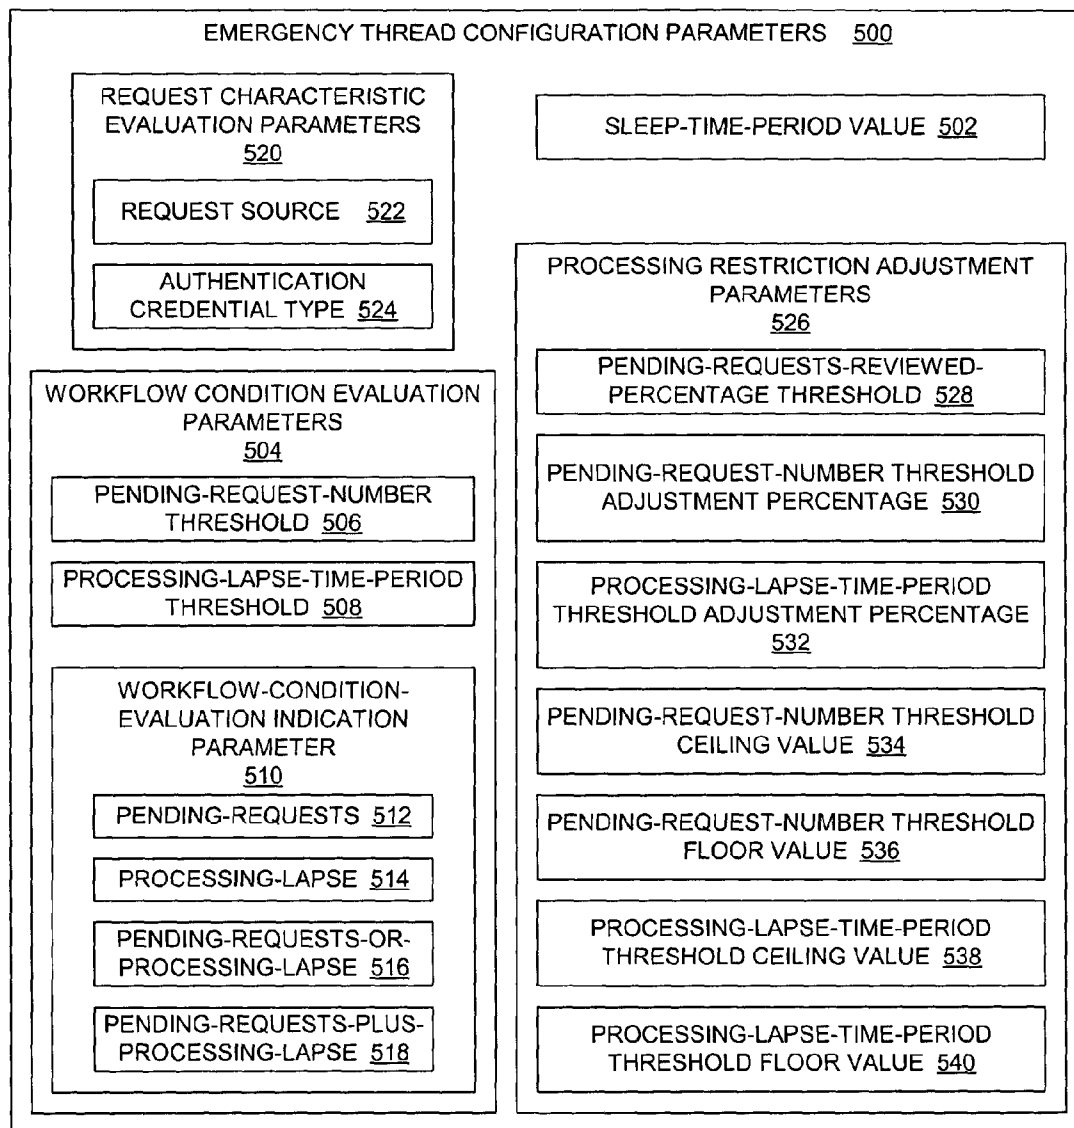 EMERGENCY THREAD CONFIGURATION PARAMETERS 500
REQUEST CHARACTERISTIC
EVALUATION PARAMETERS
520
REQUEST SOURCE 522
AUTHENTICATION
CREDENTIAL TYPE 524
SLEEP-TIME-PERIOD VALUE 502
WORKFLOW CONDITION EVALUATION
PARAMETERS
504
PENDING-REQUEST-NUMBER
THRESHOLD 506
PROCESSING-LAPSE-TIME-PERIOD
THRESHOLD 508
WORKFLOW-CONDITION-
EVALUATION INDICATION
PARAMETER
510
PENDING-REQUESTS 512
PROCESSING-LAPSE 514
PENDING-REQUESTS-OR-
PROCESSING-LAPSE 516
PENDING-REQUESTS-PLUS-
PROCESSING-LAPSE 518
PROCESSING RESTRICTION ADJUSTMENT
PARAMETERS
526
PENDING-REQUESTS-REVIEWED-
PERCENTAGE THRESHOLD 528
PENDING-REQUEST-NUMBER THRESHOLD
ADJUSTMENT PERCENTAGE 530
PROCESSING-LAPSE-TIME-PERIOD
THRESHOLD ADJUSTMENT PERCENTAGE
532
PENDING-REQUEST-NUMBER THRESHOLD
CEILING VALUE 534
PENDING-REQUEST-NUMBER THRESHOLD
FLOOR VALUE 536
PROCESSING-LAPSE-TIME-PERIOD
THRESHOLD CEILING VALUE 538
PROCESSING-LAPSE-TIME-PERIOD
THRESHOLD FLOOR VALUE 540